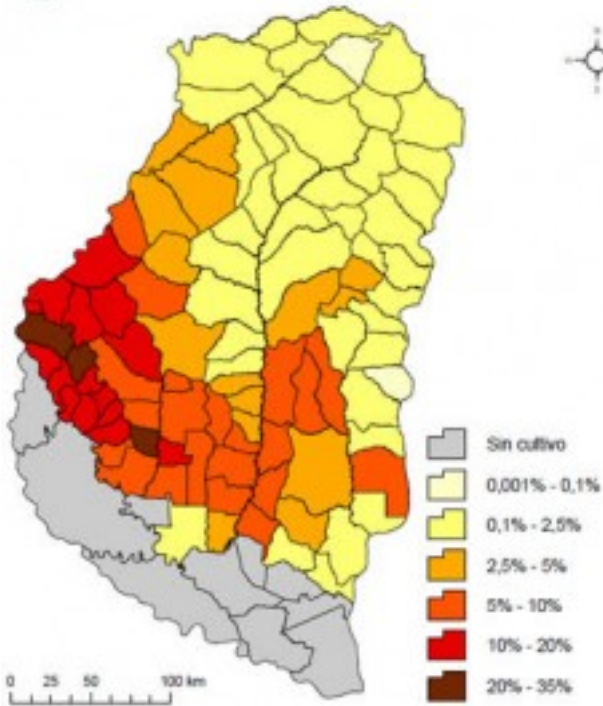 Sin cultivo
0,001% - 0,1%
0,1% - 2,5%
2,5% - 5%
5% - 10%
10% - 20%
20% - 35%
0 25 50 100 km